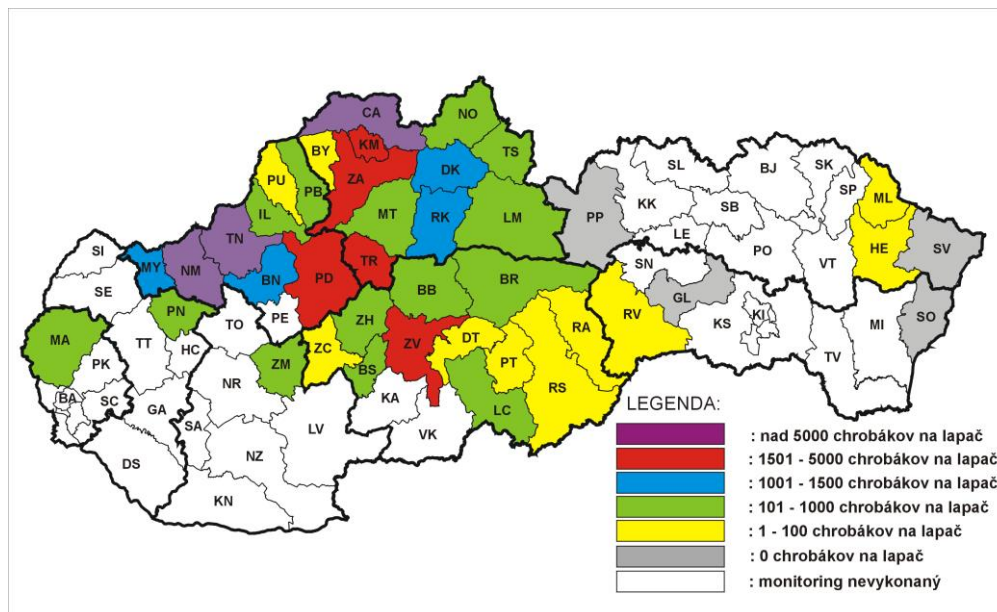 CA
NO
BY
KM
TS
PU
PB
ZA
DK
SL
BJ
SK
SP
ML
IL
MT
RK
LM
PP
KK
SB
LE
PO
VT
HE
SV
SI
MY
NM
TN
BN
PD
TR
SE
SN
GL
PN
TO
PE
BB
BR
MA
TT
HC
ZH
ZV
DT
RA
RV
KS
KI
MI
SO
PK
ZM
ZC
BS
PT
TV
BA
SC
NR
KA
RS
GA
SA
LV
VK
LC
DS
NZ
KN
LEGENDA:
: nad 5000 chrobákov na lapač
: 1501 - 5000 chrobákov na lapač
: 1001 - 1500 chrobákov na lapač
: 101 - 1000 chrobákov na lapač
: 1 - 100 chrobákov na lapač
: 0 chrobákov na lapač
: monitoring nevykonaný